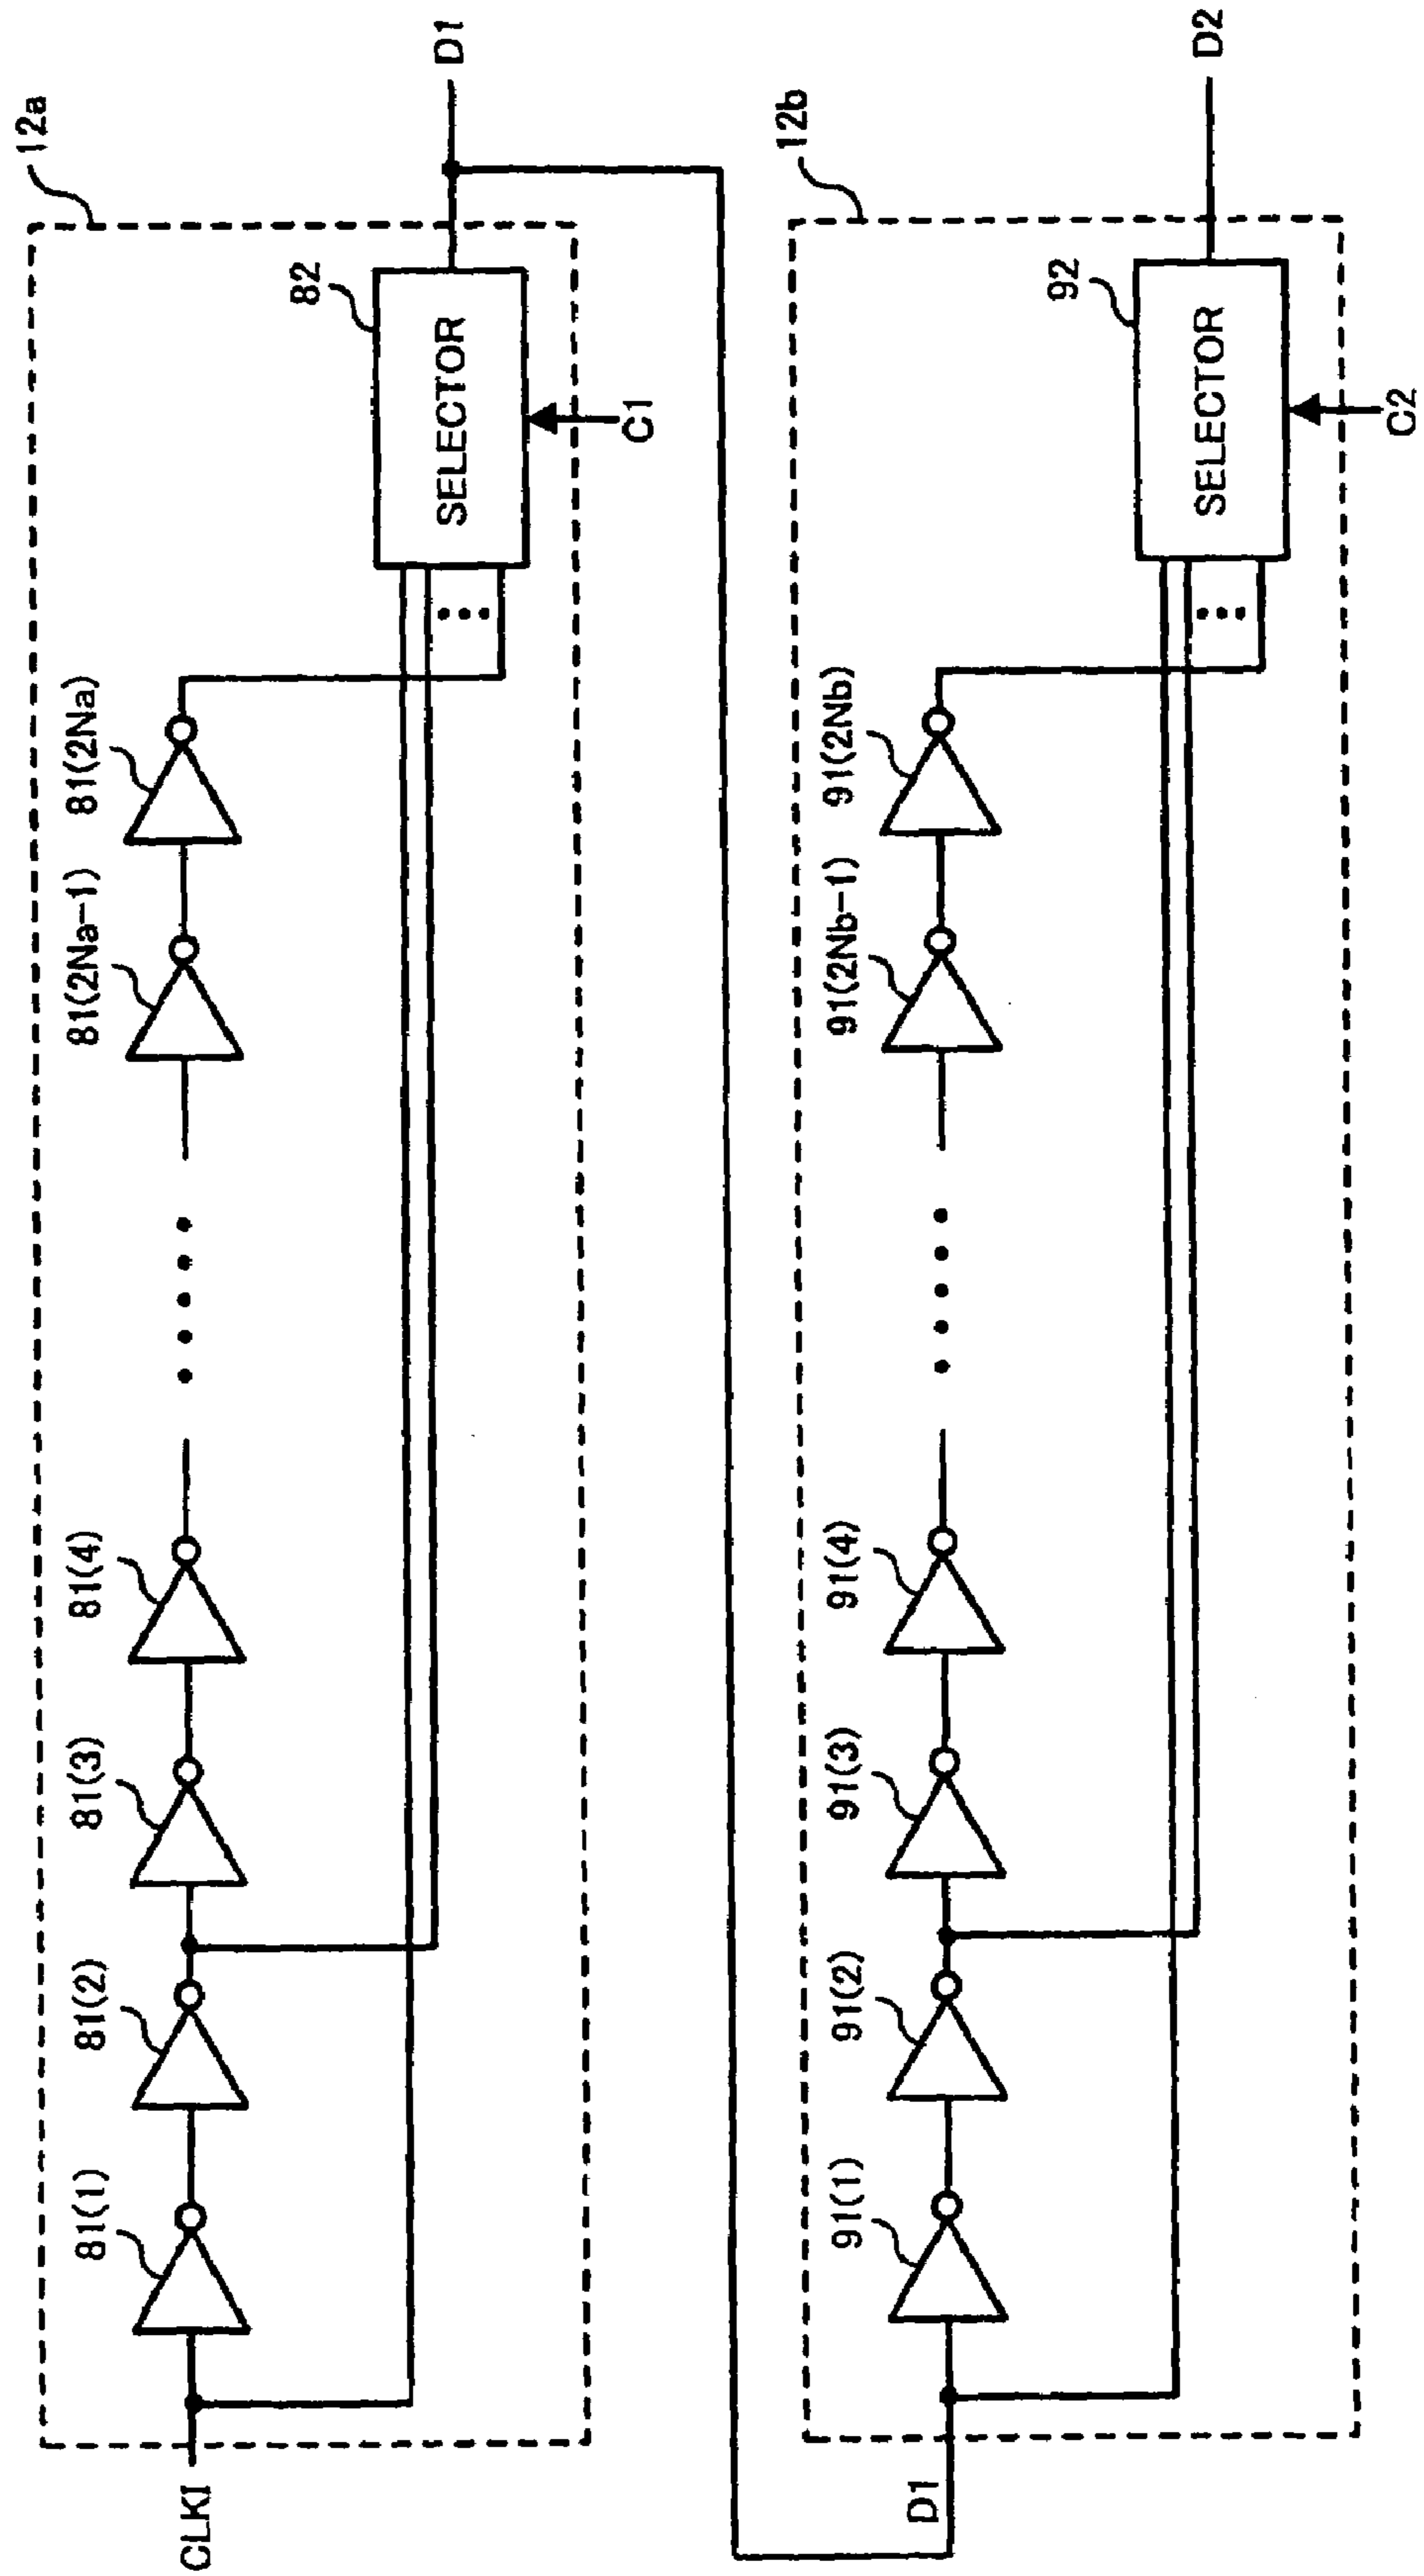 12a
81(1)
81(2)
81(3)
81(4)
81(2Na-1)
81(2Na)
82
CLKI
SELECTOR
D1
C1
12b
91(1)
91(2)
91(3)
91(4)
91(2Nb-1)
91(2Nb)
92
D1
SELECTOR
D2
C2